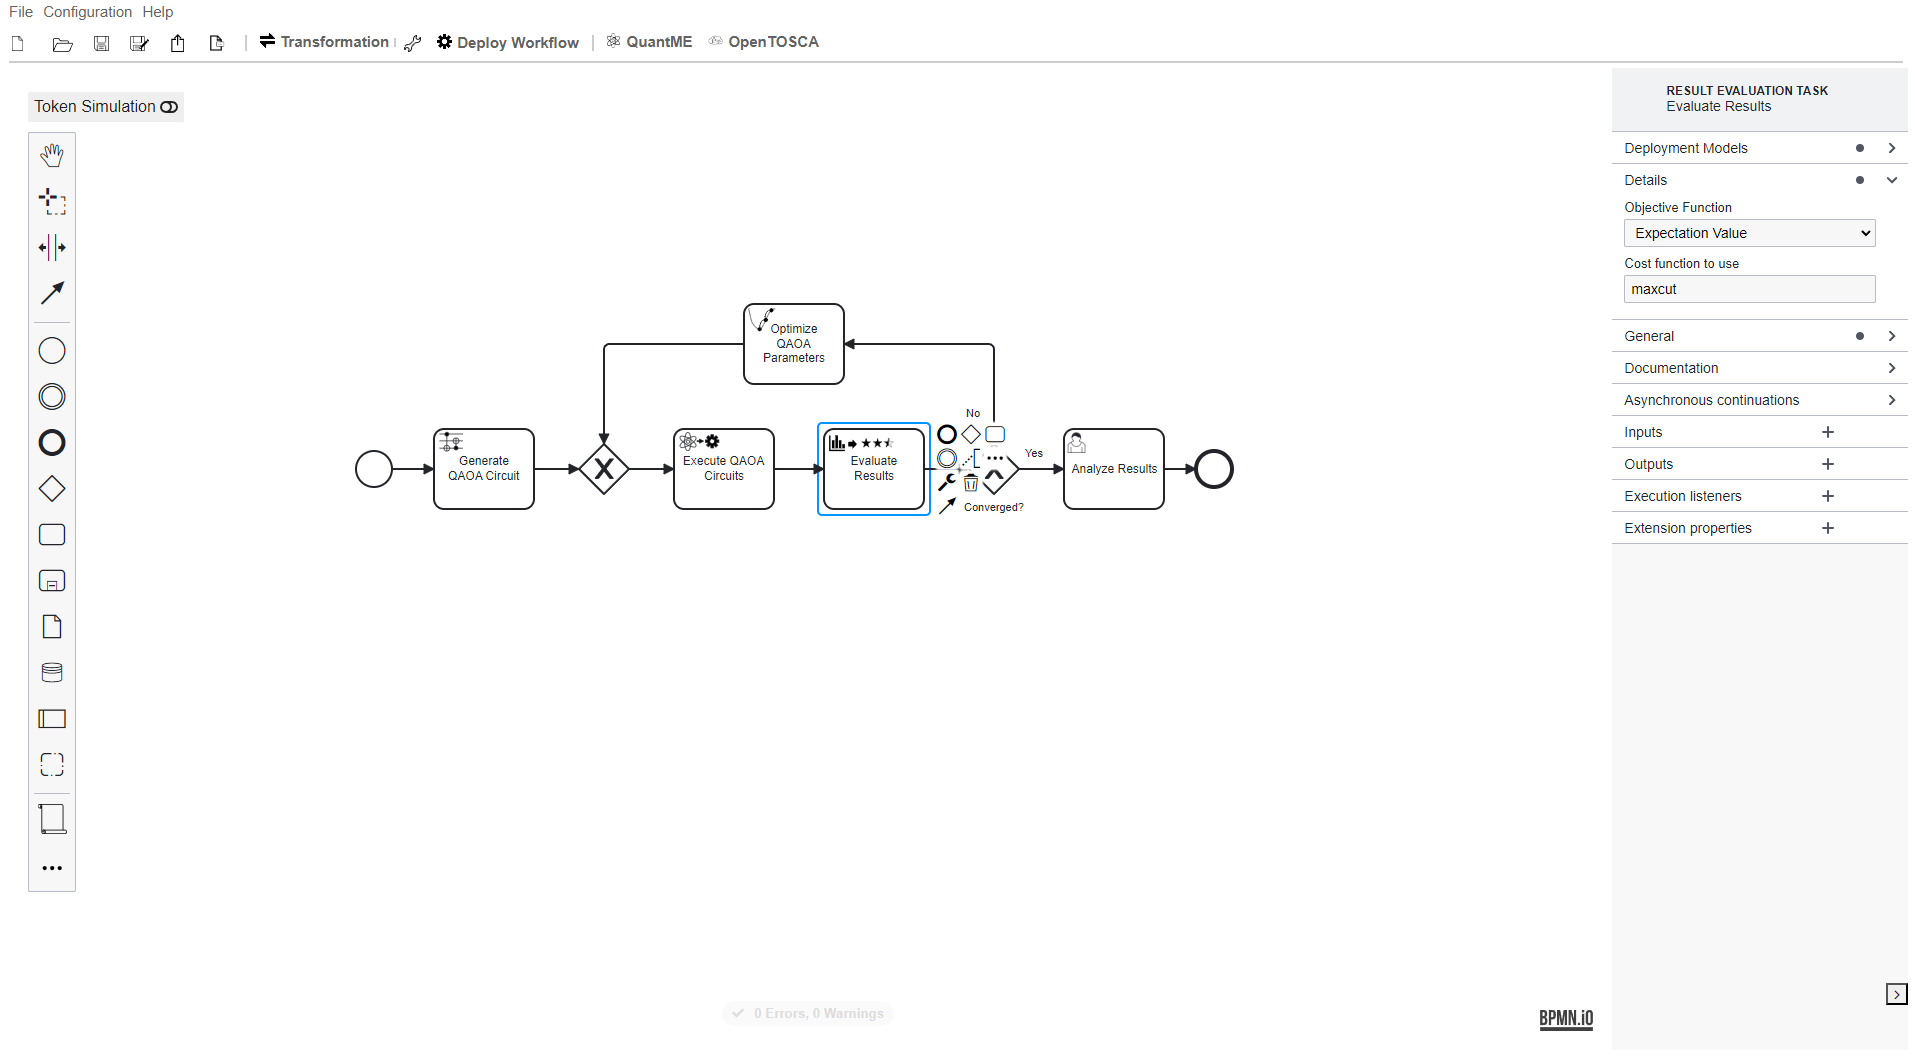 File Configuration Help
Transformation Deploy Workflow QuantME OpenTOSCA
Token Simulation
Optimize
QAOA
Parameters
No
Generate
QAOA Circuit
X
Execute QAOA
Circuits
Evaluate
Results
Yes
Converged?
Analyze Results
0 Errors, 0 Warnings
BPMN.iO
RESULT EVALUATION TASK
Evaluate Results
Deployment Models
Details
Objective Function
Expectation Value
Cost function to use
maxcut
General
Documentation
Asynchronous continuations
Inputs
Outputs
Execution listeners
Extension properties